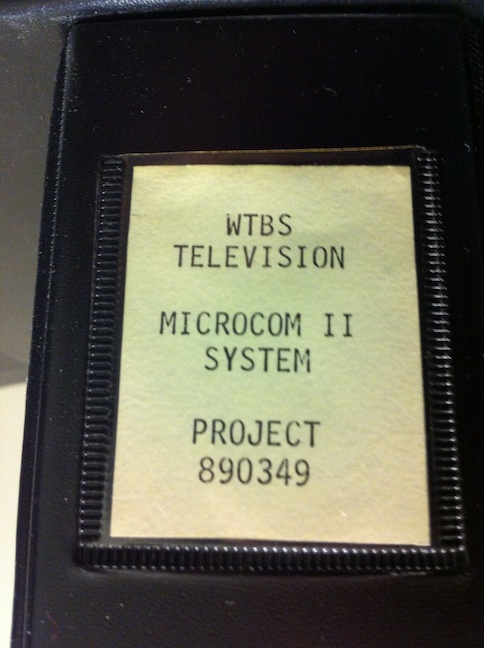 WTBS
TELEVISION
MICROCOM II
SYSTEM
PROJECT
890349